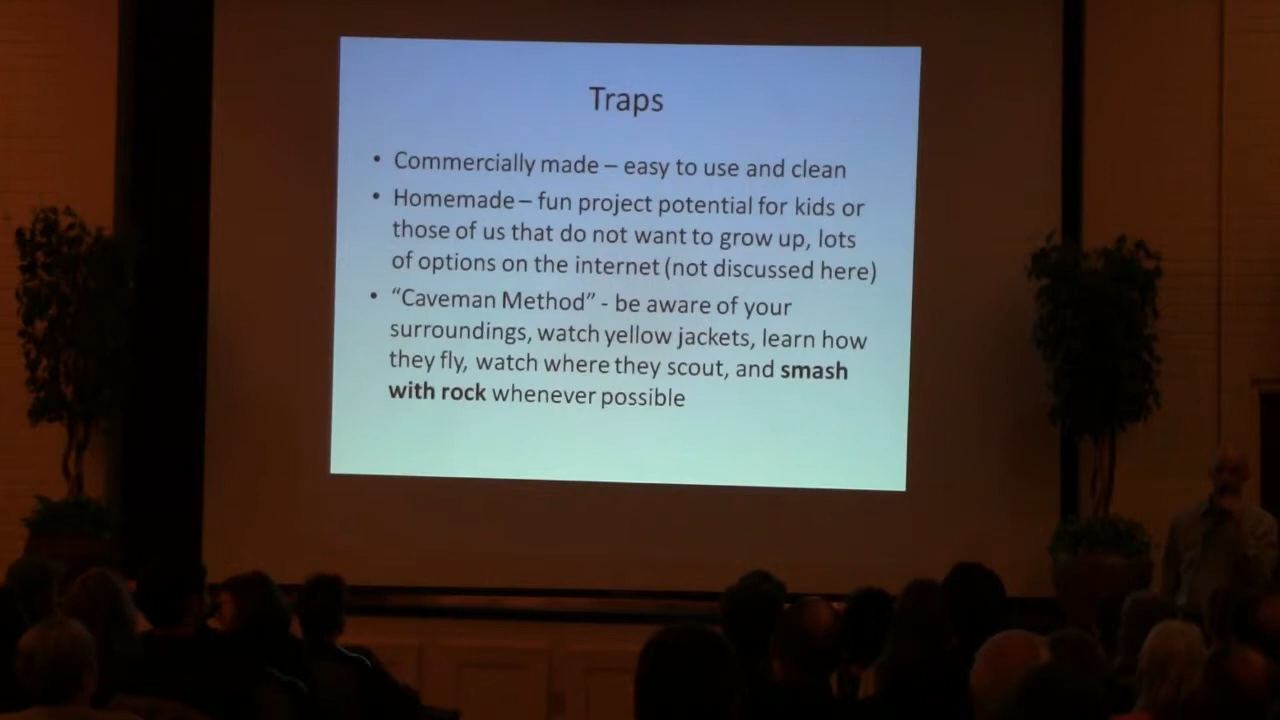 Traps
• Commercially made – easy to use and clean
• Homemade – fun project potential for kids or
those of us that do not want to grow up, lots
of options on the internet (not discussed here)
• “Caveman Method” - be aware of your
surroundings, watch yellow jackets, learn how
they fly, watch where they scout, and smash
with rock whenever possible